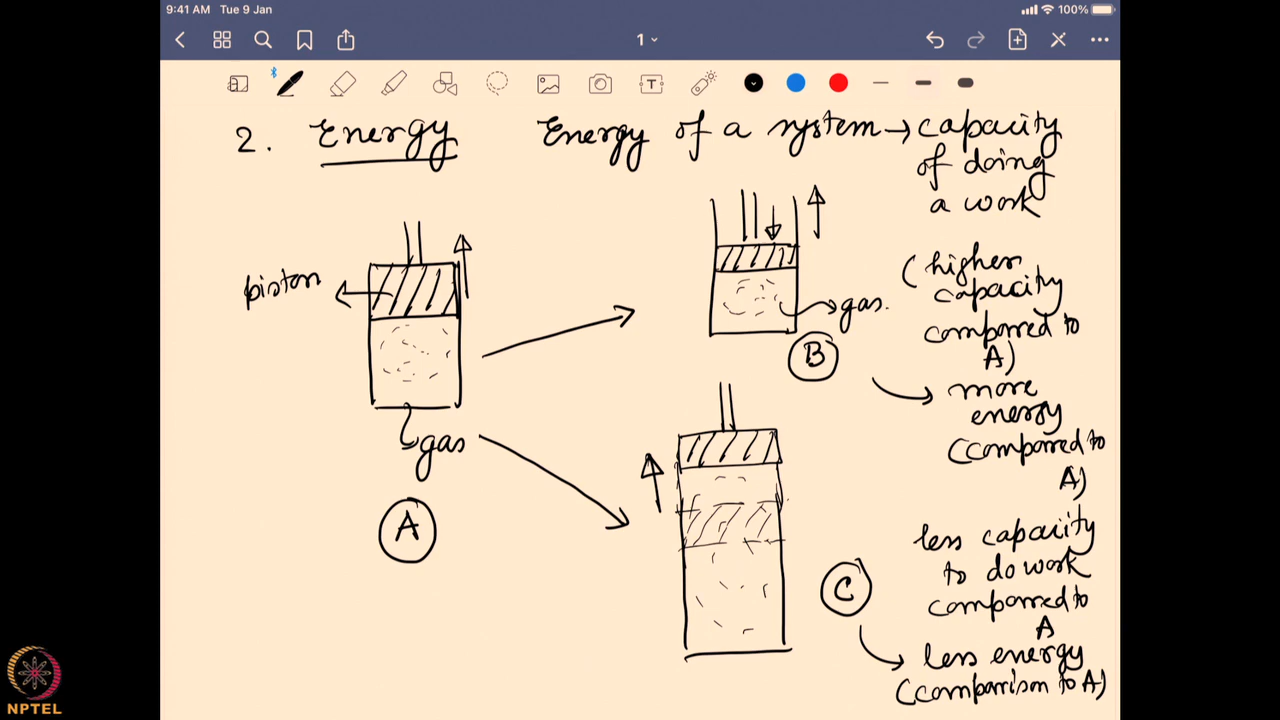 9:41 AM Tue 9 Jan
100%
1
T
2. Energy
Energy of a system → capacity
of doing
a work
piston
gas
A
gas.
B
(higher
capacity
compared to
A)
more
energy
(compared to
A)
C
less capacity
to do work
compared to
A
less energy
(comparison to A)
NPTEL